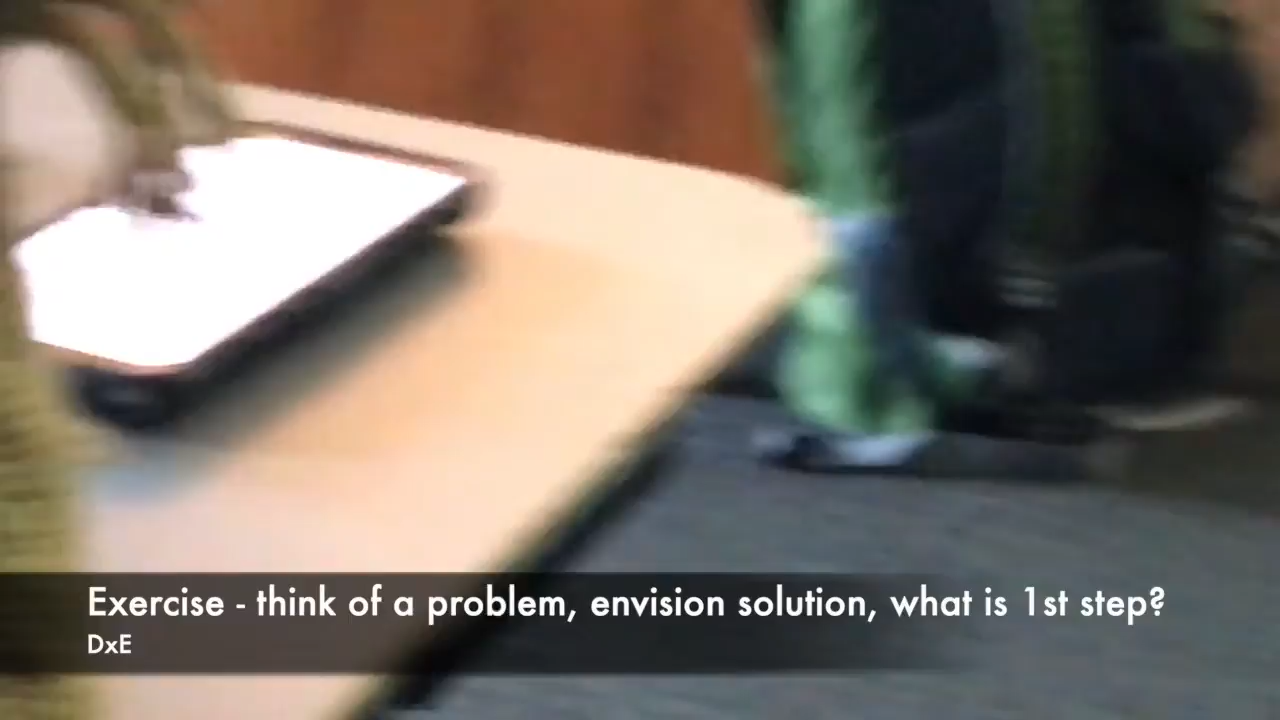 Exercise - think of a problem, envision solution, what is 1st step?
DxE